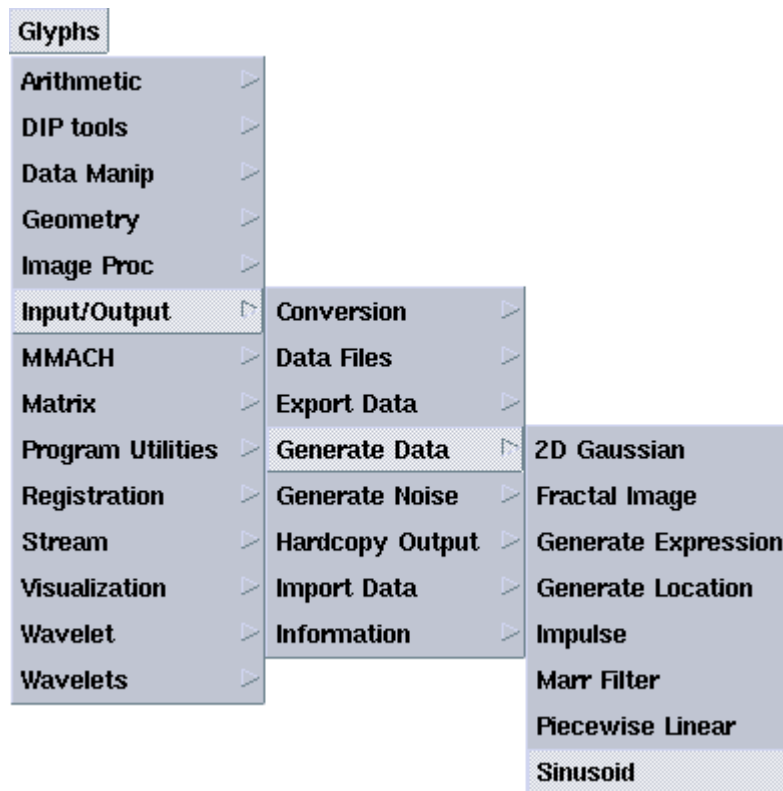 Glyphs
Arithmetic
DIP tools
Data Manip
Geometry
Image Proc
Input/Output
MMACH
Matrix
Program Utilities
Registration
Stream
Visualization
Wavelet
Wavelets
Conversion
Data Files
Export Data
Generate Data
Generate Noise
Hardcopy Output
Import Data
Information
2D Gaussian
Fractal Image
Generate Expression
Generate Location
Impulse
Marr Filter
Piecewise Linear
Sinusoid